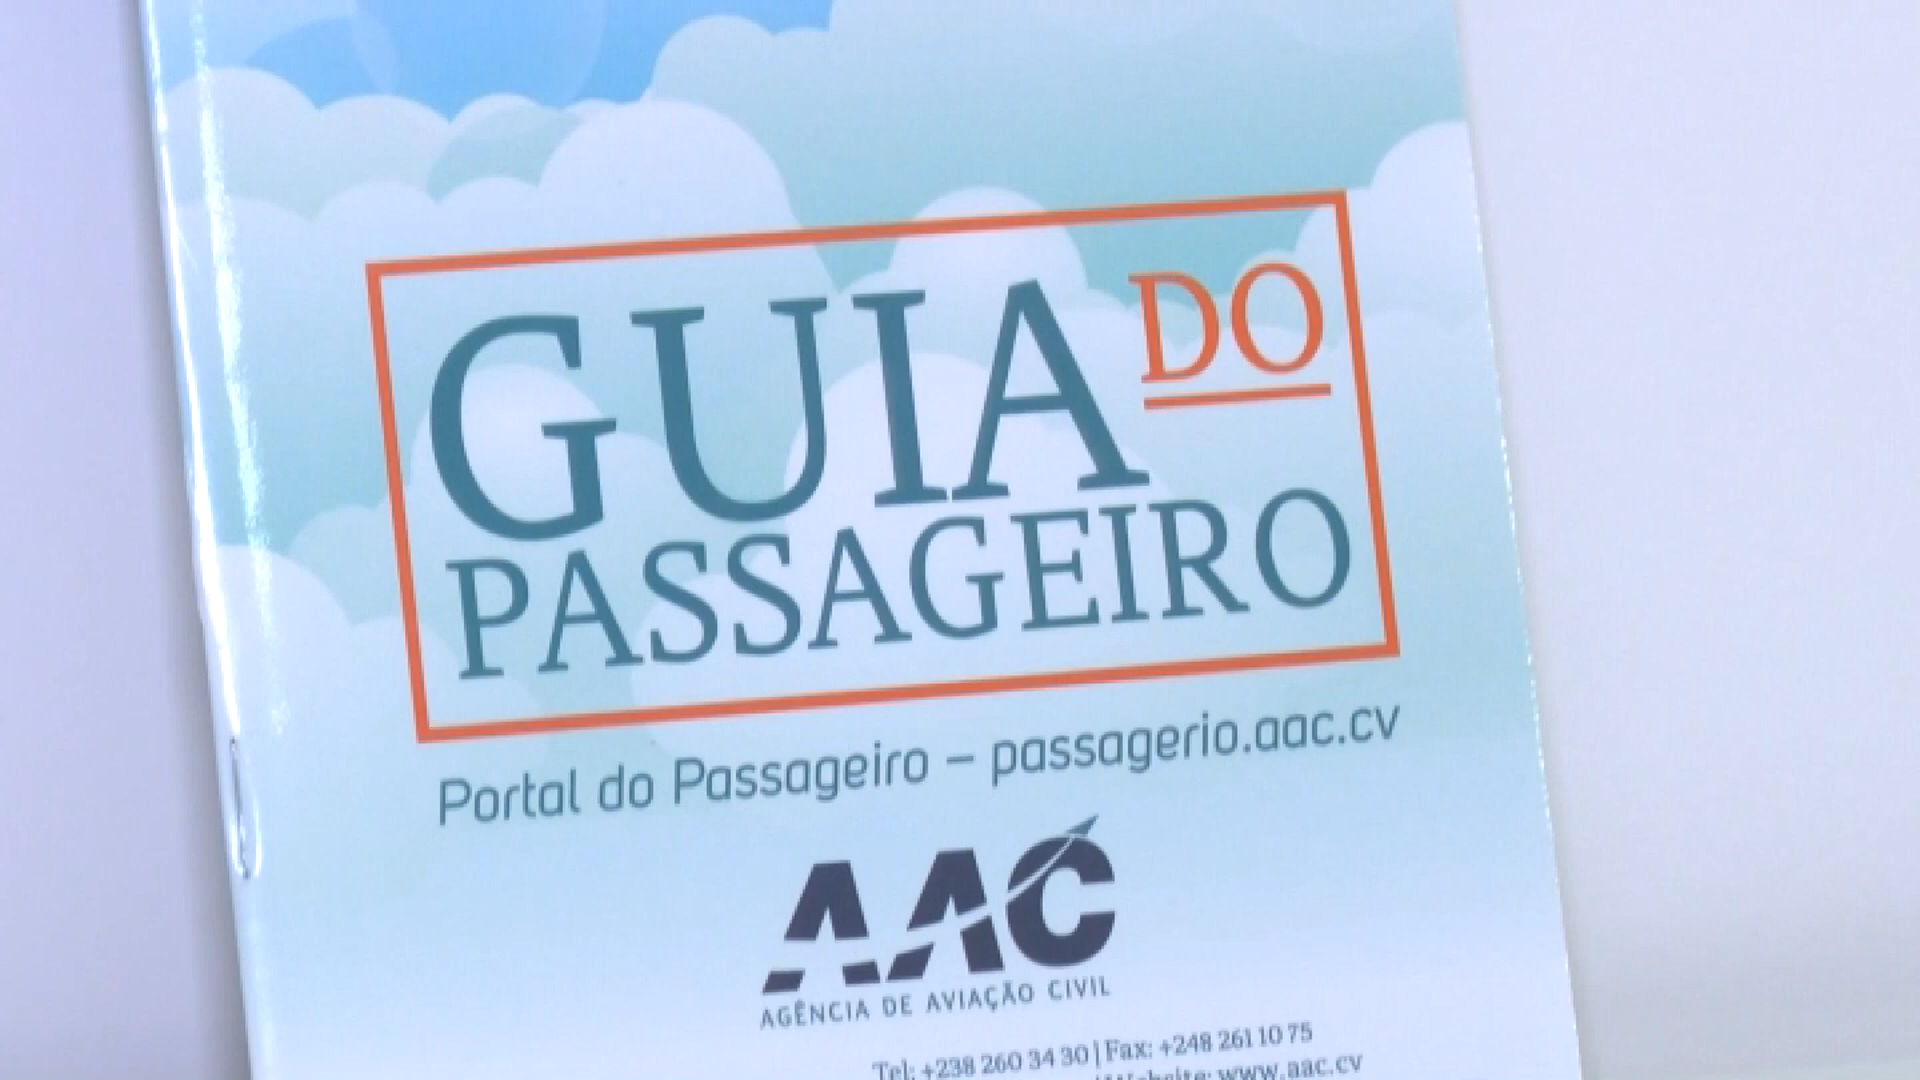 GUIA DO
PASSAGEIRO
Portal do Passageiro – passagerio.aac.cv
AAC
AGÊNCIA DE AVIAÇÃO CIVIL
Tel: +238 260 34 30 | Fax: +248 261 10 75
Website: www.aac.cv